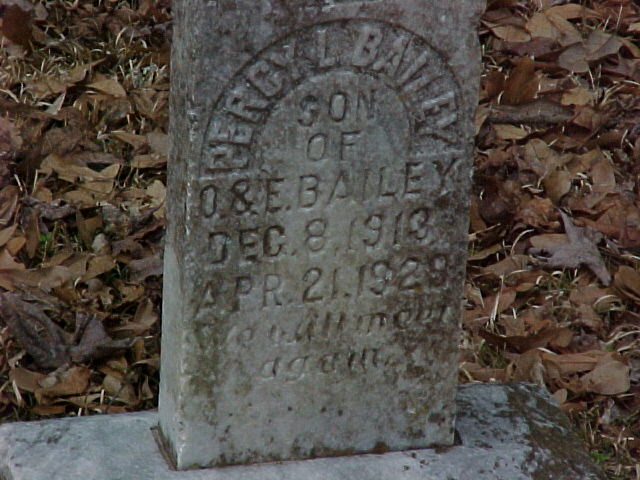 PERCY L BAILEY
SON
OF
O. & E. BAILEY
DEC. 8. 1913
APR. 21. 1929
again.